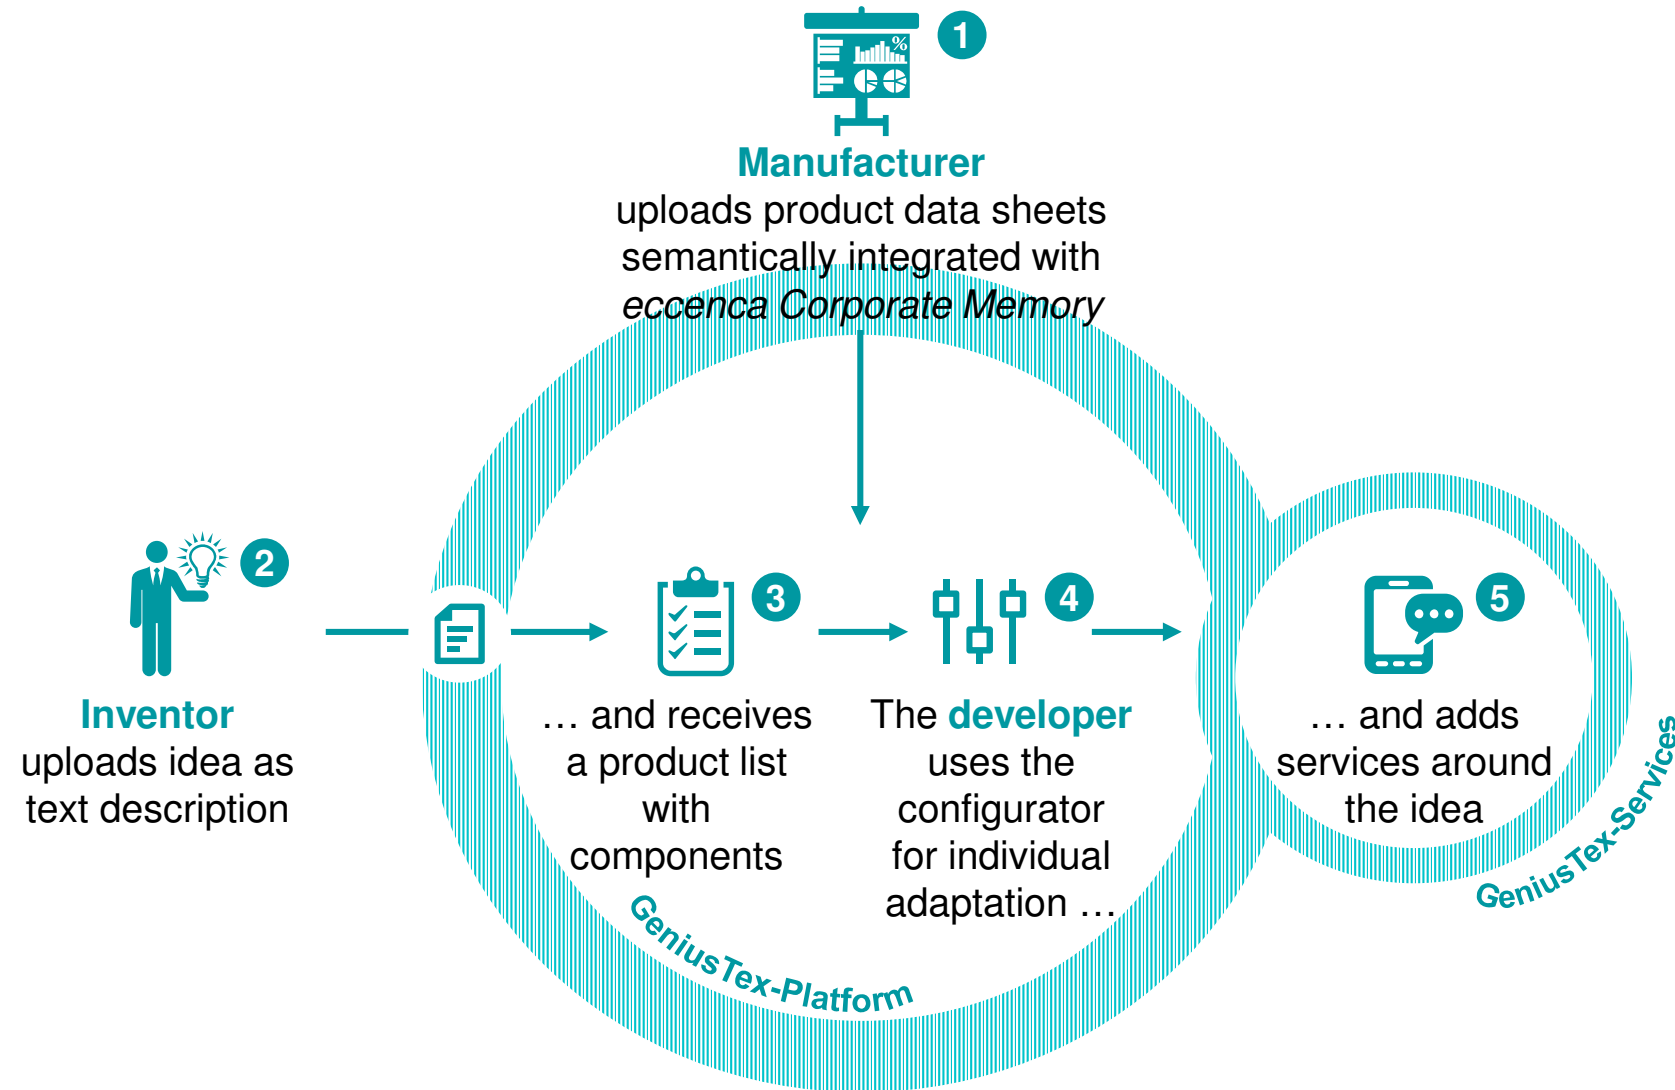 %
1
Manufacturer
uploads product data sheets
semantically integrated with
eccenca Corporate Memory
2
Inventor
uploads idea as
text description
3
… and receives
a product list
with
components
4
The developer
uses the
configurator
for individual
adaptation …
5
… and adds
services around
the idea
GeniusTex-Platform
GeniusTex-Services